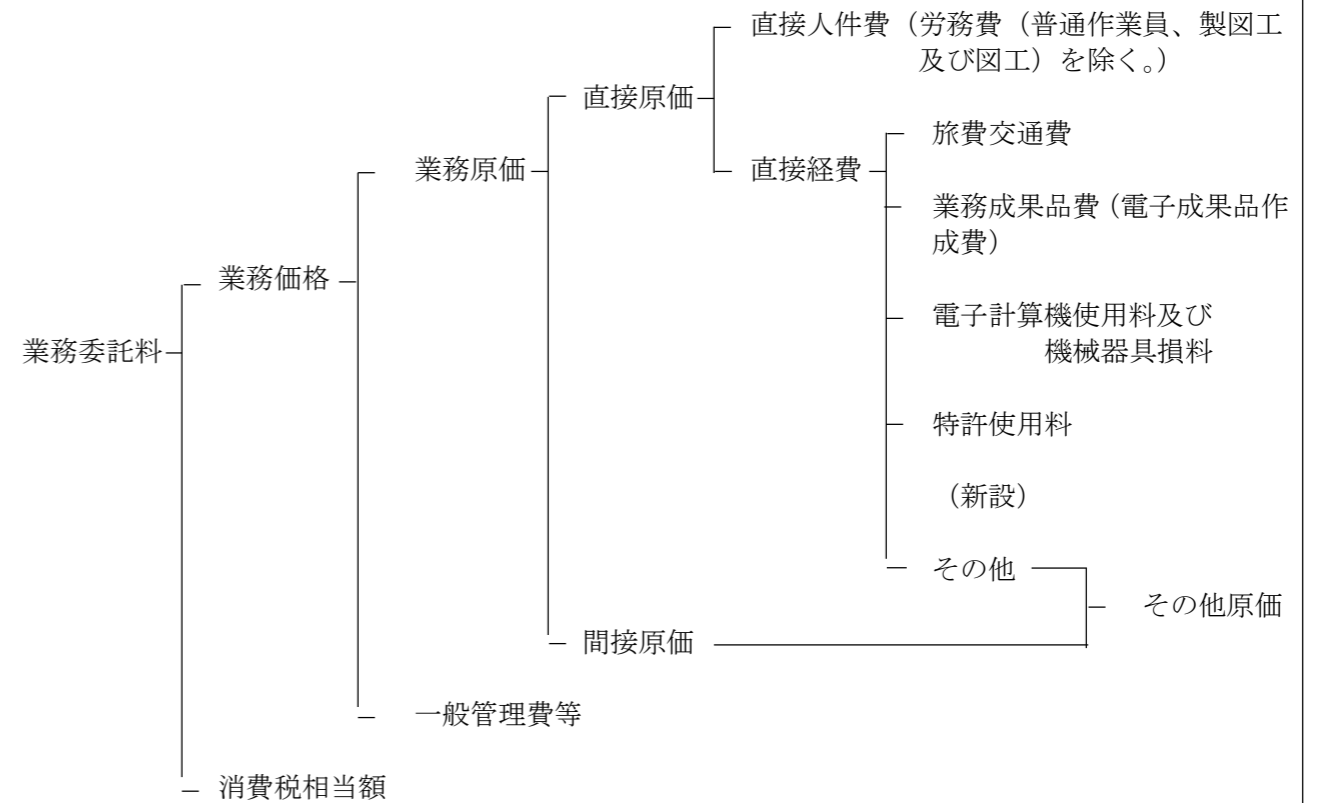 直接人件費（労務費（普通作業員、製図工
及び図工）を除く。）
直接原価
旅費交通費
業務原価
直接経費
業務成果品費（電子成果品作
成費）
業務価格
電子計算機使用料及び
機械器具損料
業務委託料
特許使用料
（新設）
その他
その他原価
間接原価
一般管理費等
消費税相当額